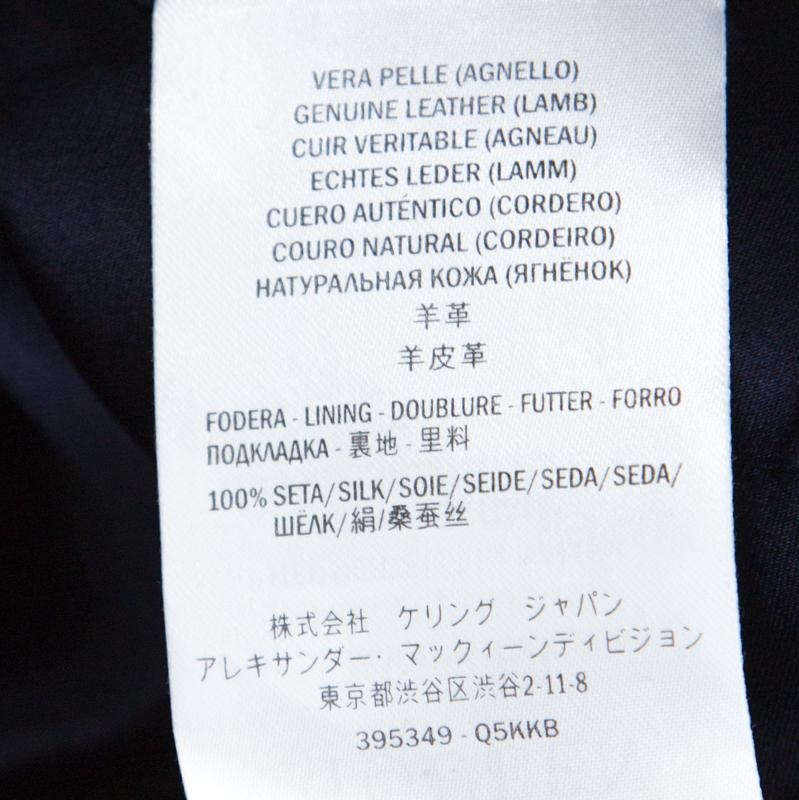 VERA PELLE (AGNELLO)
GENUINE LEATHER (LAMB)
CUIR VERITABLE (AGNEAU)
ECHTES LEDER (LAMM)
CUERO AUTÉNTICO (CORDERO)
COURO NATURAL (CORDEIRO)
НАТУРАЛЬНАЯ КОЖА (ЯГНЁНОК)
羊革
羊皮革
FODERA - LINING - DOUBLURE - FUTTER - FORRO
ПОДКЛАДКА - 裏地 - 里料
100% SETA/SILK/SOIE/SEIDE/SEDA/SEDA/
ШЁЛК/絹/桑蚕丝
株式会社 ケリング ジャパン
アレキサンダー・マックィーンディビジョン
東京都渋谷区渋谷2-11-8
395349 - Q5KKB